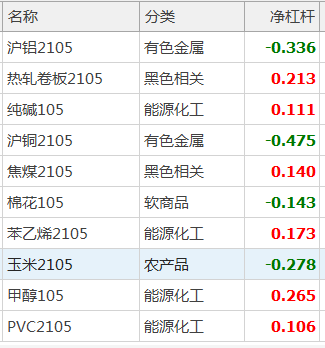 名称 分类 净杠杆
沪铝2105 有色金属 -0.336
热轧卷板2105 黑色相关 0.213
纯碱105 能源化工 0.111
沪铜2105 有色金属 -0.475
焦煤2105 黑色相关 0.140
棉花105 软商品 -0.143
苯乙烯2105 能源化工 0.173
玉米2105 农产品 -0.278
甲醇105 能源化工 0.265
PVC2105 能源化工 0.106